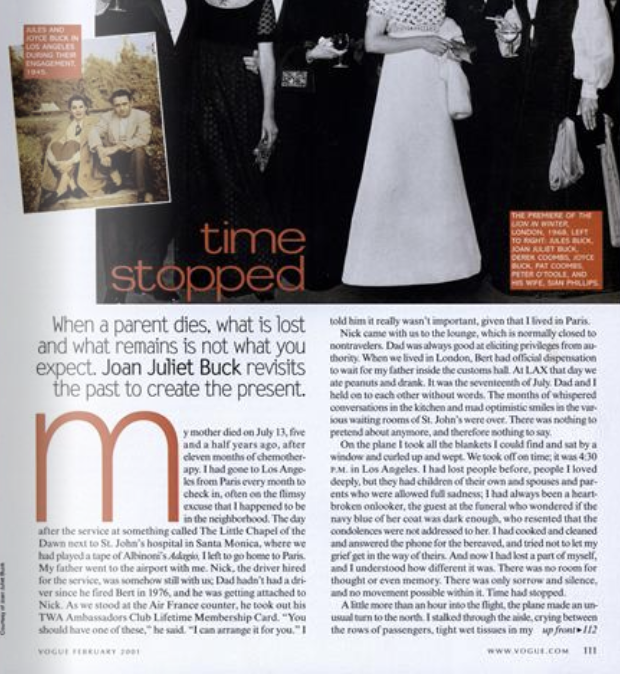 JULES AND
JOYCE BUCK IN
LOS ANGELES
DURING THEIR
ENGAGEMENT,
1945.
time
stopped
THE PREMIERE OF THE
LION IN WINTER,
LONDON, 1968. LEFT
TO RIGHT: JULES BUCK,
JOAN JULIET BUCK,
DEREK COOMBS, JOYCE
BUCK, PAT COOMBS,
PETER O'TOOLE, AND
HIS WIFE, SIAN PHILLIPS.
When a parent dies, what is lost
and what remains is not what you
expect. Joan Juliet Buck revisits
the past to create the present.
my mother died on July 13, five
and a half years ago, after
eleven months of chemother-
apy. I had gone to Los Ange-
les from Paris every month to
check in, often on the flimsy
excuse that I happened to be
in the neighborhood. The day
after the service at something called The Little Chapel of the
Dawn next to St. John's hospital in Santa Monica, where we
had played a tape of Albinoni's Adagio, I left to go home to Paris.
My father went to the airport with me. Nick, the driver hired
for the service, was somehow still with us; Dad hadn't had a dri-
ver since he fired Bert in 1976, and he was getting attached to
Nick. As we stood at the Air France counter, he took out his
TWA Ambassadors Club Lifetime Membership Card. "You
should have one of these," he said. "I can arrange it for you." I
told him it really wasn't important, given that I lived in Paris.
Nick came with us to the lounge, which is normally closed to
nontravelers. Dad was always good at eliciting privileges from au-
thority. When we lived in London, Bert had official dispensation
to wait for my father inside the customs hall. At LAX that day we
ate peanuts and drank. It was the seventeenth of July. Dad and I
held on to each other without words. The months of whispered
conversations in the kitchen and mad optimistic smiles in the var-
ious waiting rooms of St. John's were over. There was nothing to
pretend about anymore, and therefore nothing to say.
On the plane I took all the blankets I could find and sat by a
window and curled up and wept. We took off on time; it was 4:30
P.M. in Los Angeles. I had lost people before, people I loved
deeply, but they had children of their own and spouses and par-
ents who were allowed full sadness; I had always been a heart-
broken onlooker, the guest at the funeral who wondered if the
navy blue of her coat was dark enough, who resented that the
condolences were not addressed to her. I had cooked and cleaned
and answered the phone for the bereaved, and tried not to let my
grief get in the way of theirs. And now I had lost a part of myself,
and I understood how different it was. There was no room for
thought or even memory. There was only sorrow and silence,
and no movement possible within it. Time had stopped.
A little more than an hour into the flight, the plane made an un-
usual turn to the north. I stalked through the aisle, crying between
the rows of passengers, tight wet tissues in my up front ▸112
Courtesy of Joan Juliet Buck
VOGUE FEBRUARY 2001
WWW.VOGUE.COM 111